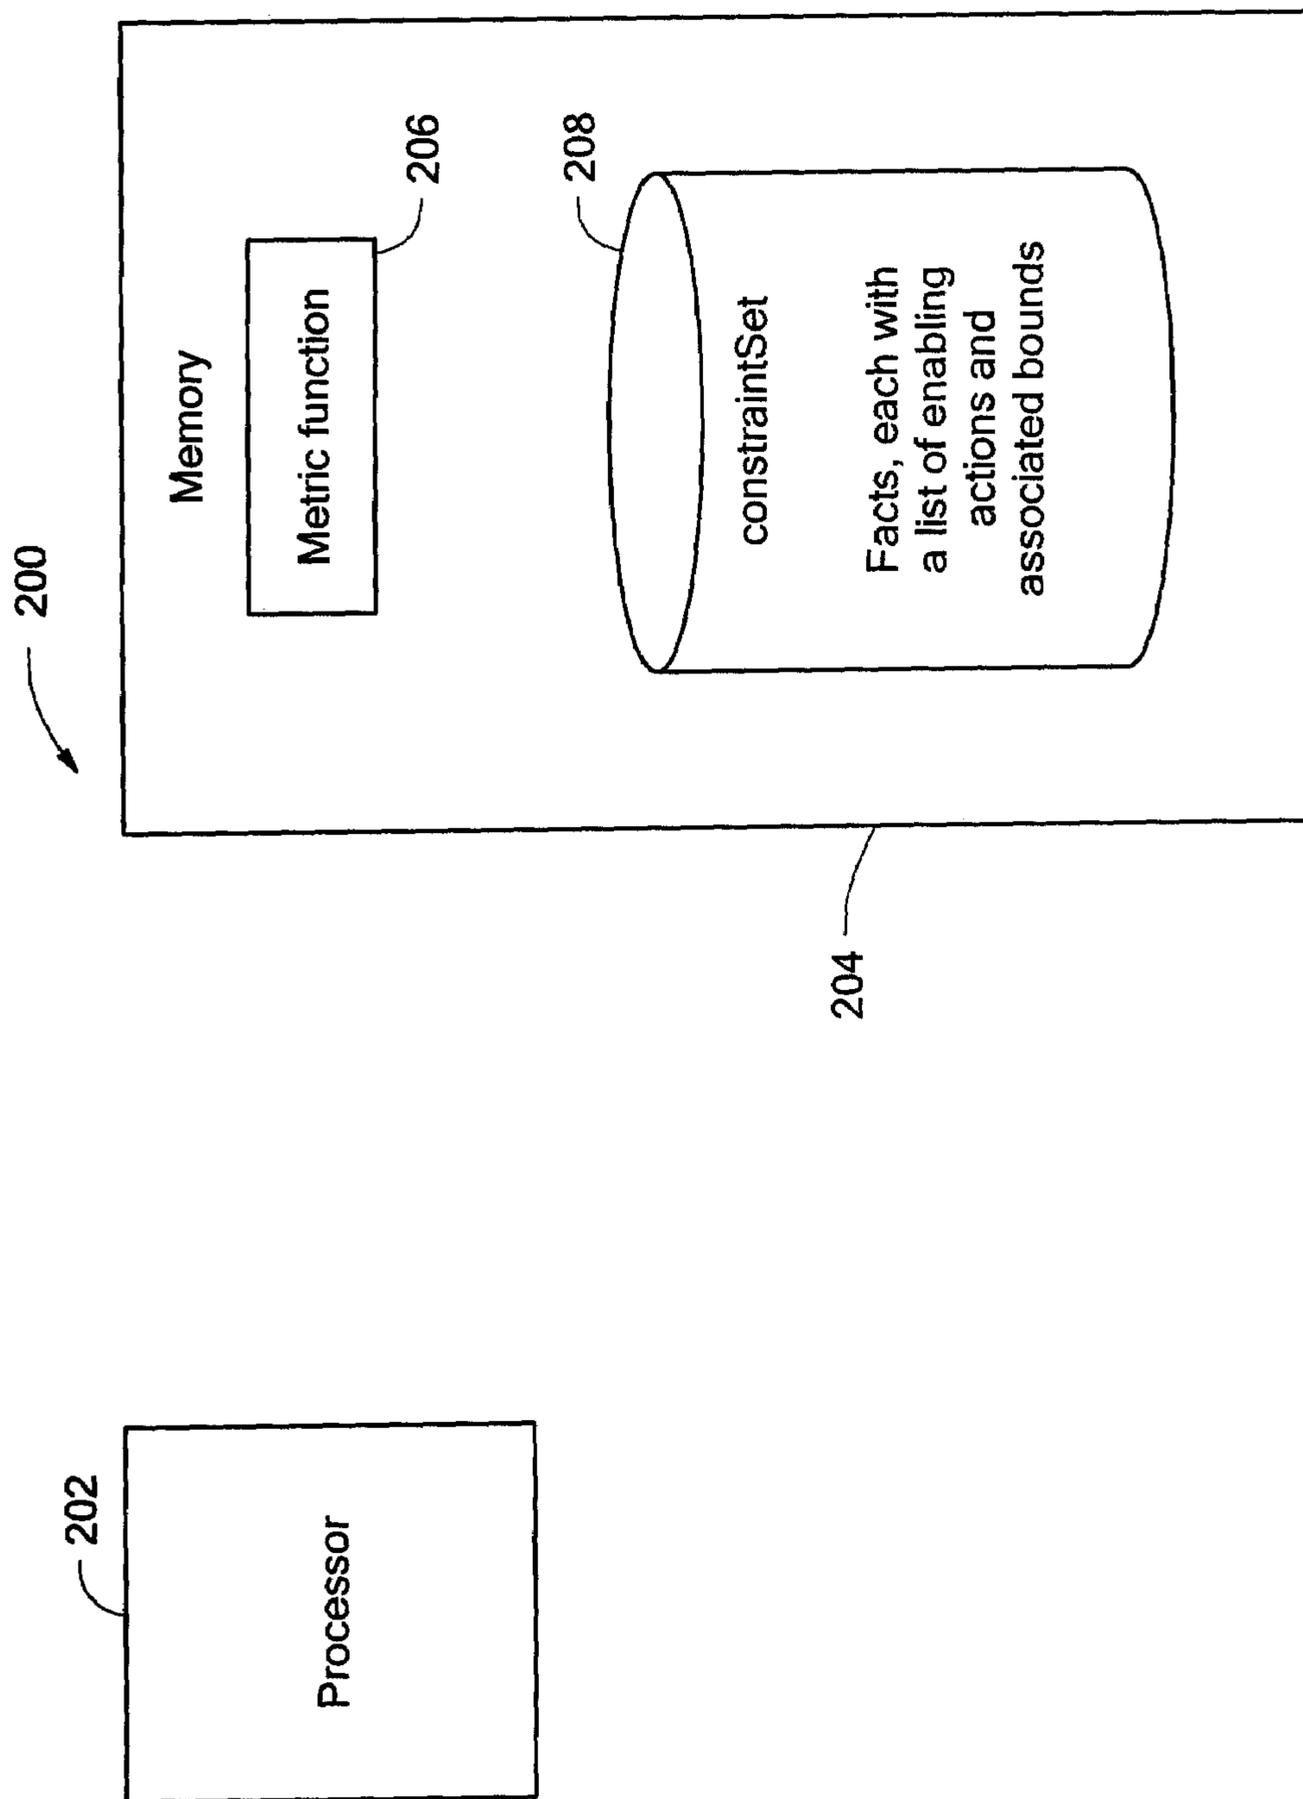 200
202
Processor
204
Memory
Metric function
206
208
constraintSet
Facts, each with
a list of enabling
actions and
associated bounds